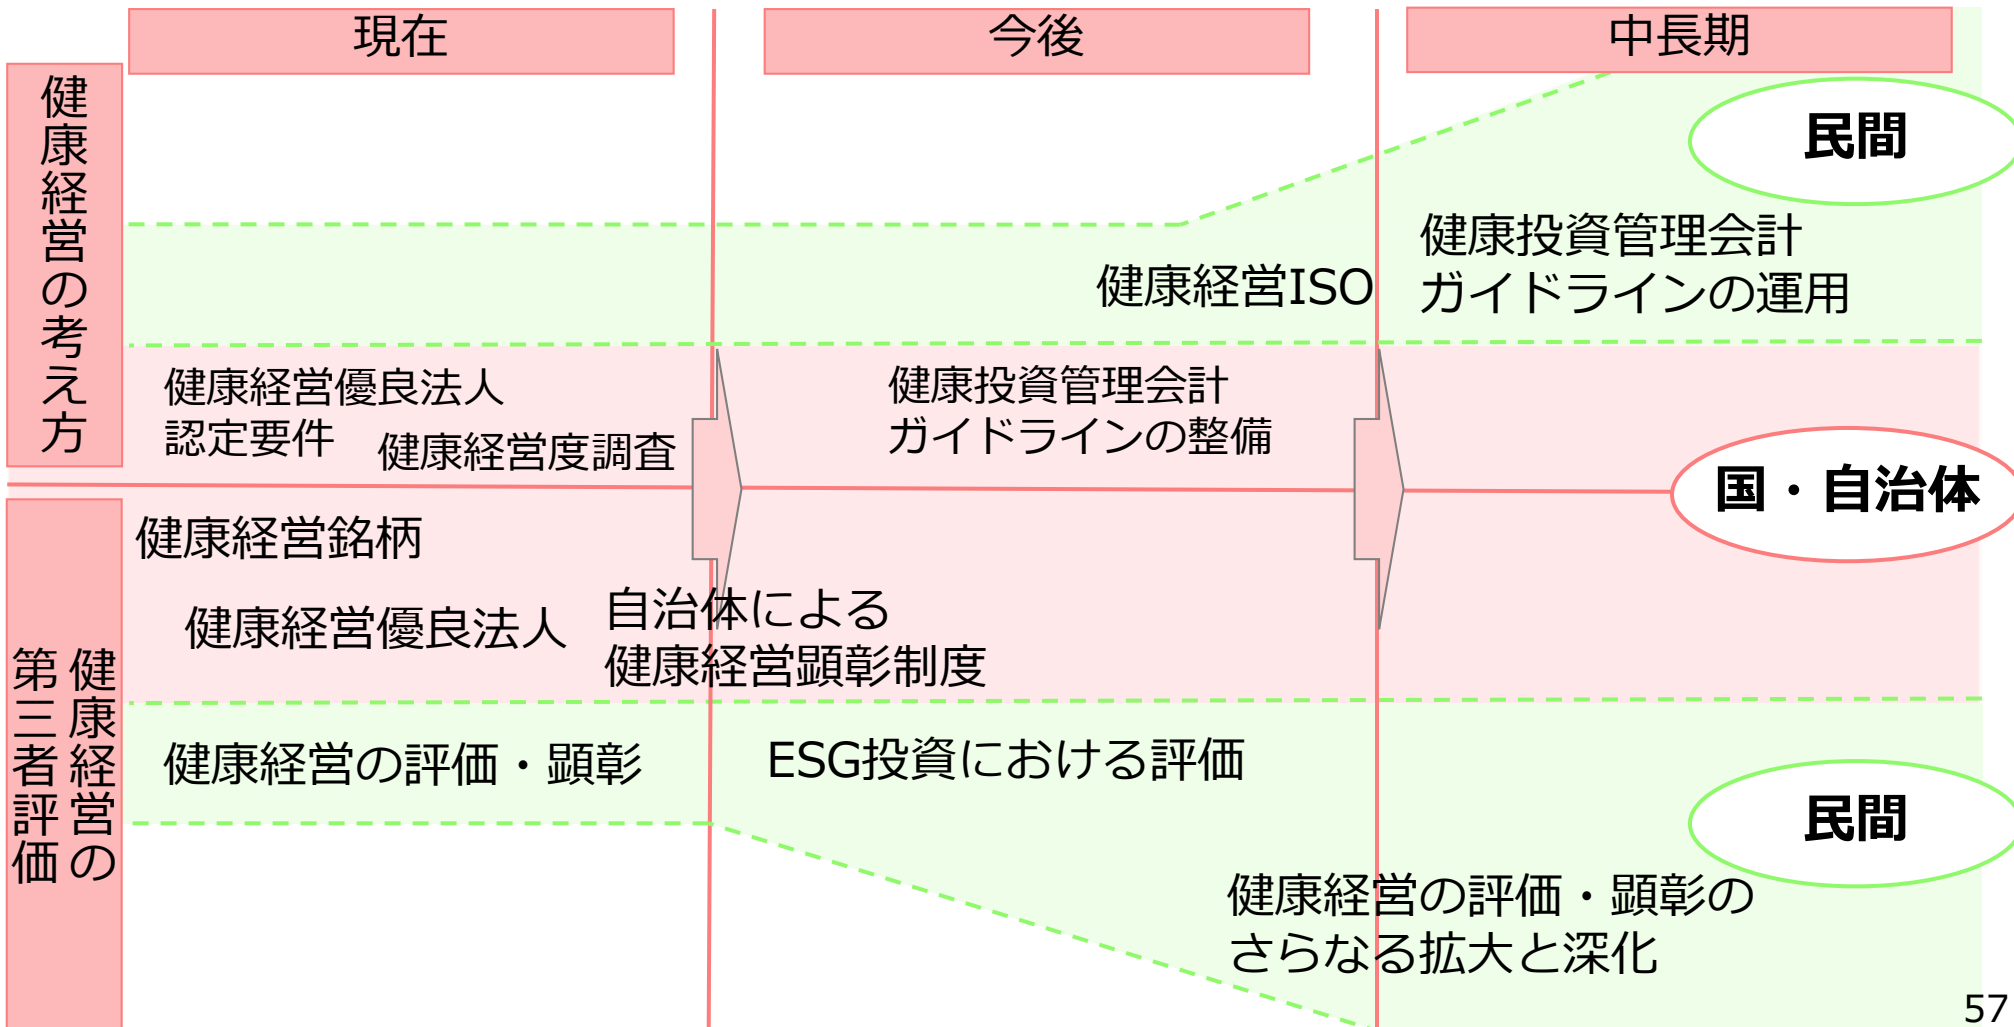 現在
今後
中長期
健康経営の考え方
民間
健康経営ISO
健康投資管理会計
ガイドラインの運用
健康経営優良法人
認定要件
健康経営度調査
健康投資管理会計
ガイドラインの整備
国・自治体
健康経営の
第三者評価
健康経営銘柄
健康経営優良法人
自治体による
健康経営顕彰制度
健康経営の評価・顕彰
ESG投資における評価
民間
健康経営の評価・顕彰の
さらなる拡大と深化
57